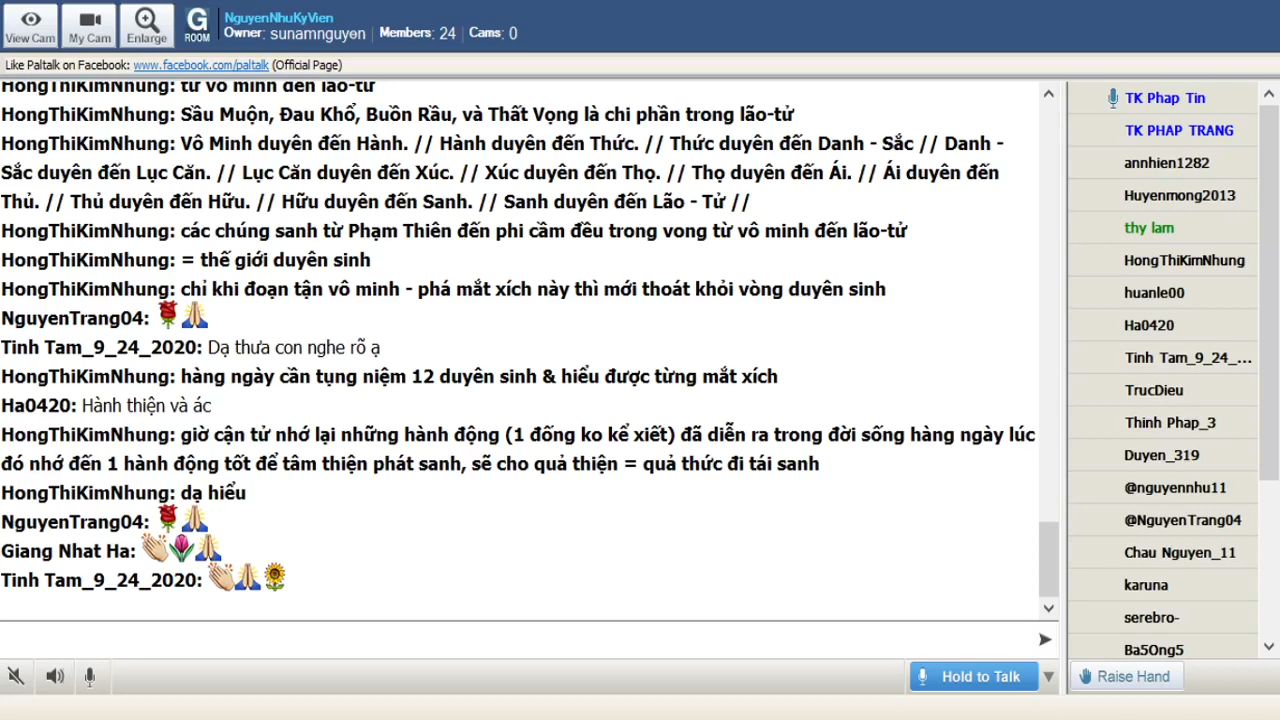 NguyenNhuKyVien
Owner: sunamnguyen | Members: 24 | Cams: 0
View Cam
My Cam
Enlarge
G
ROOM
Like Paltalk on Facebook: www.facebook.com/paltalk (Official Page)
HongThiKimNhung: từ vô minh đến lão-tử
HongThiKimNhung: Sầu Muộn, Đau Khổ, Buồn Rầu, và Thất Vọng là chi phần trong lão-tử
HongThiKimNhung: Vô Minh duyên đến Hành. // Hành duyên đến Thức. // Thức duyên đến Danh - Sắc // Danh -
Sắc duyên đến Lục Căn. // Lục Căn duyên đến Xúc. // Xúc duyên đến Thọ. // Thọ duyên đến Ái. // Ái duyên đến
Thủ. // Thủ duyên đến Hữu. // Hữu duyên đến Sanh. // Sanh duyên đến Lão - Tử //
HongThiKimNhung: các chúng sanh từ Phạm Thiên đến phi cầm đều trong vong từ vô minh đến lão-tử
HongThiKimNhung: = thế giới duyên sinh
HongThiKimNhung: chỉ khi đoạn tận vô minh - phá mắt xích này thì mới thoát khỏi vòng duyên sinh
NguyenTrang04:
Tinh Tam_9_24_2020: Dạ thưa con nghe rõ ạ
HongThiKimNhung: hàng ngày cần tụng niệm 12 duyên sinh & hiểu được từng mắt xích
Ha0420: Hành thiện và ác
HongThiKimNhung: giờ cận tử nhớ lại những hành động (1 đống ko kể xiết) đã diễn ra trong đời sống hàng ngày lúc
đó nhớ đến 1 hành động tốt để tâm thiện phát sanh, sẽ cho quả thiện = quả thức đi tái sanh
HongThiKimNhung: dạ hiểu
NguyenTrang04:
Giang Nhat Ha:
Tinh Tam_9_24_2020:
TK Phap Tin
TK PHAP TRANG
annhien1282
Huyenmong2013
thy lam
HongThiKimNhung
huanle00
Ha0420
Tinh Tam_9_24_...
TrucDieu
Thinh Phap_3
Duyen_319
@nguyennhu11
@NguyenTrang04
Chau Nguyen_11
karuna
serebro-
Ba5Ong5
Hold to Talk
Raise Hand